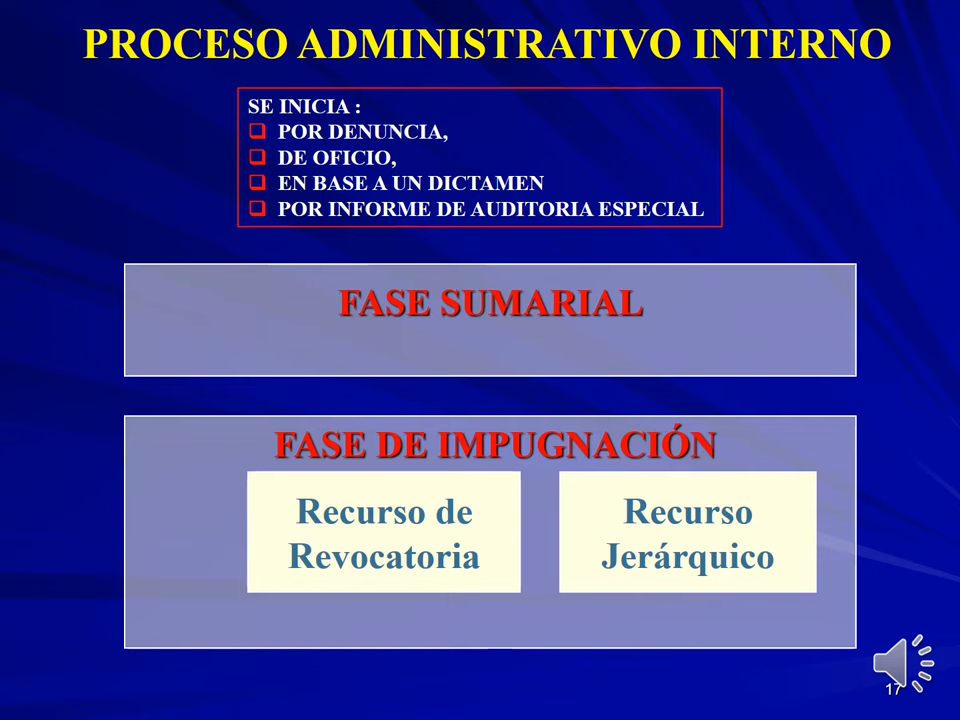 PROCESO ADMINISTRATIVO INTERNO
SE INICIA :
POR DENUNCIA,
DE OFICIO,
EN BASE A UN DICTAMEN
POR INFORME DE AUDITORIA ESPECIAL
FASE SUMARIAL
FASE DE IMPUGNACIÓN
Recurso de
Revocatoria
Recurso
Jerárquico
17